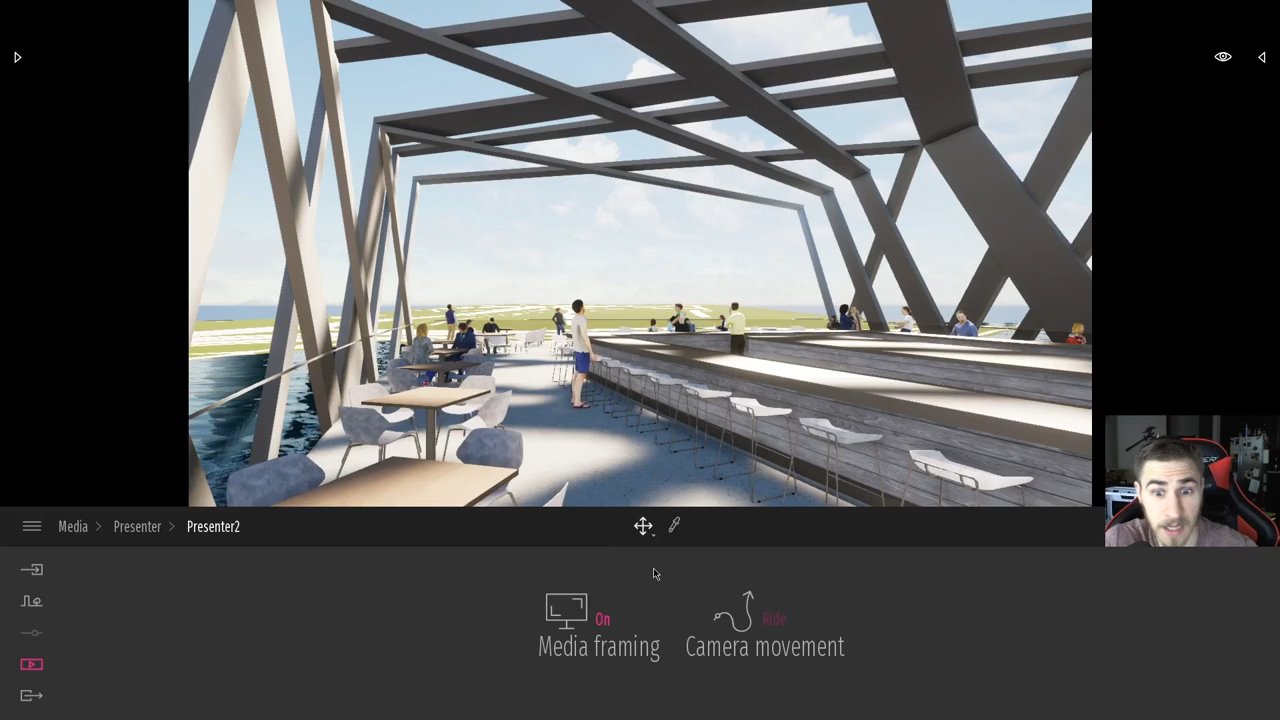 Media > Presenter > Presenter2
On
Media framing
Ride
Camera movement